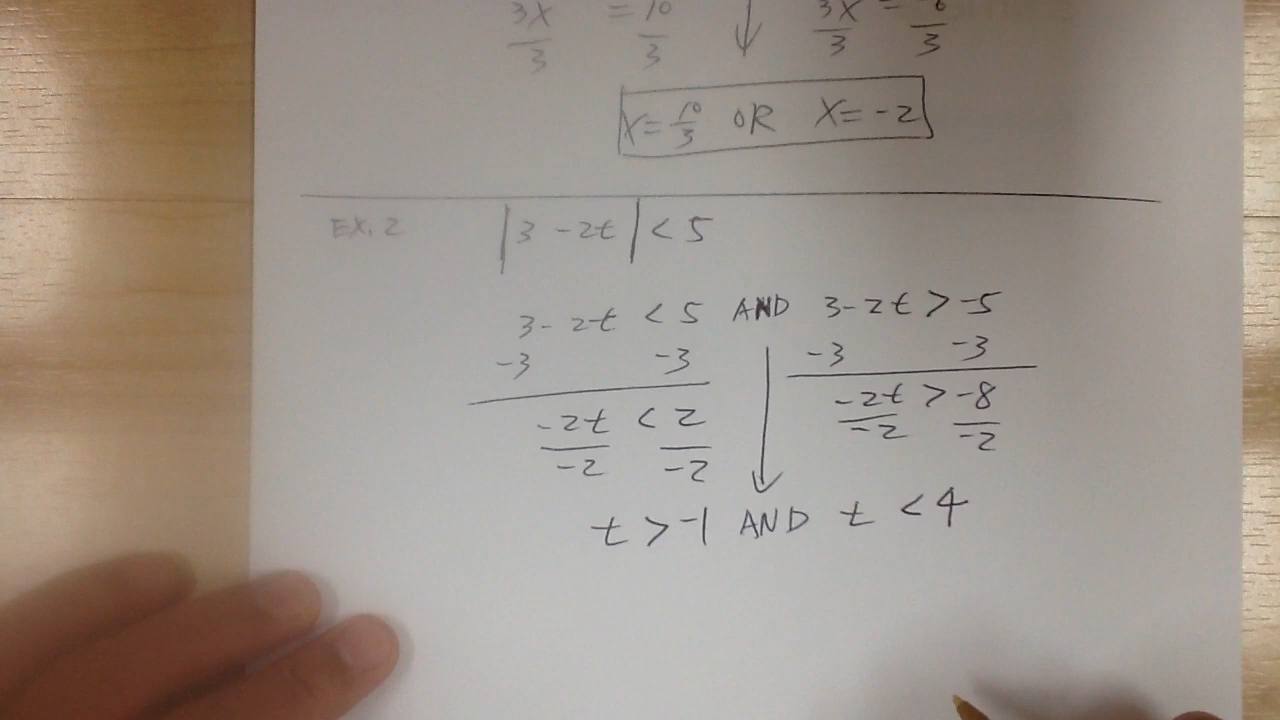 3X = 10 ↓ 3X = -6
3 3 3 3
X = 10/3 OR X = -2
EX. 2 |3 - 2t| < 5
3 - 2t < 5 AND 3 - 2t > -5
-3 -3 -3 -3
-2t < 2 -2t > -8
-2 -2 -2 -2
t > -1 AND t < 4